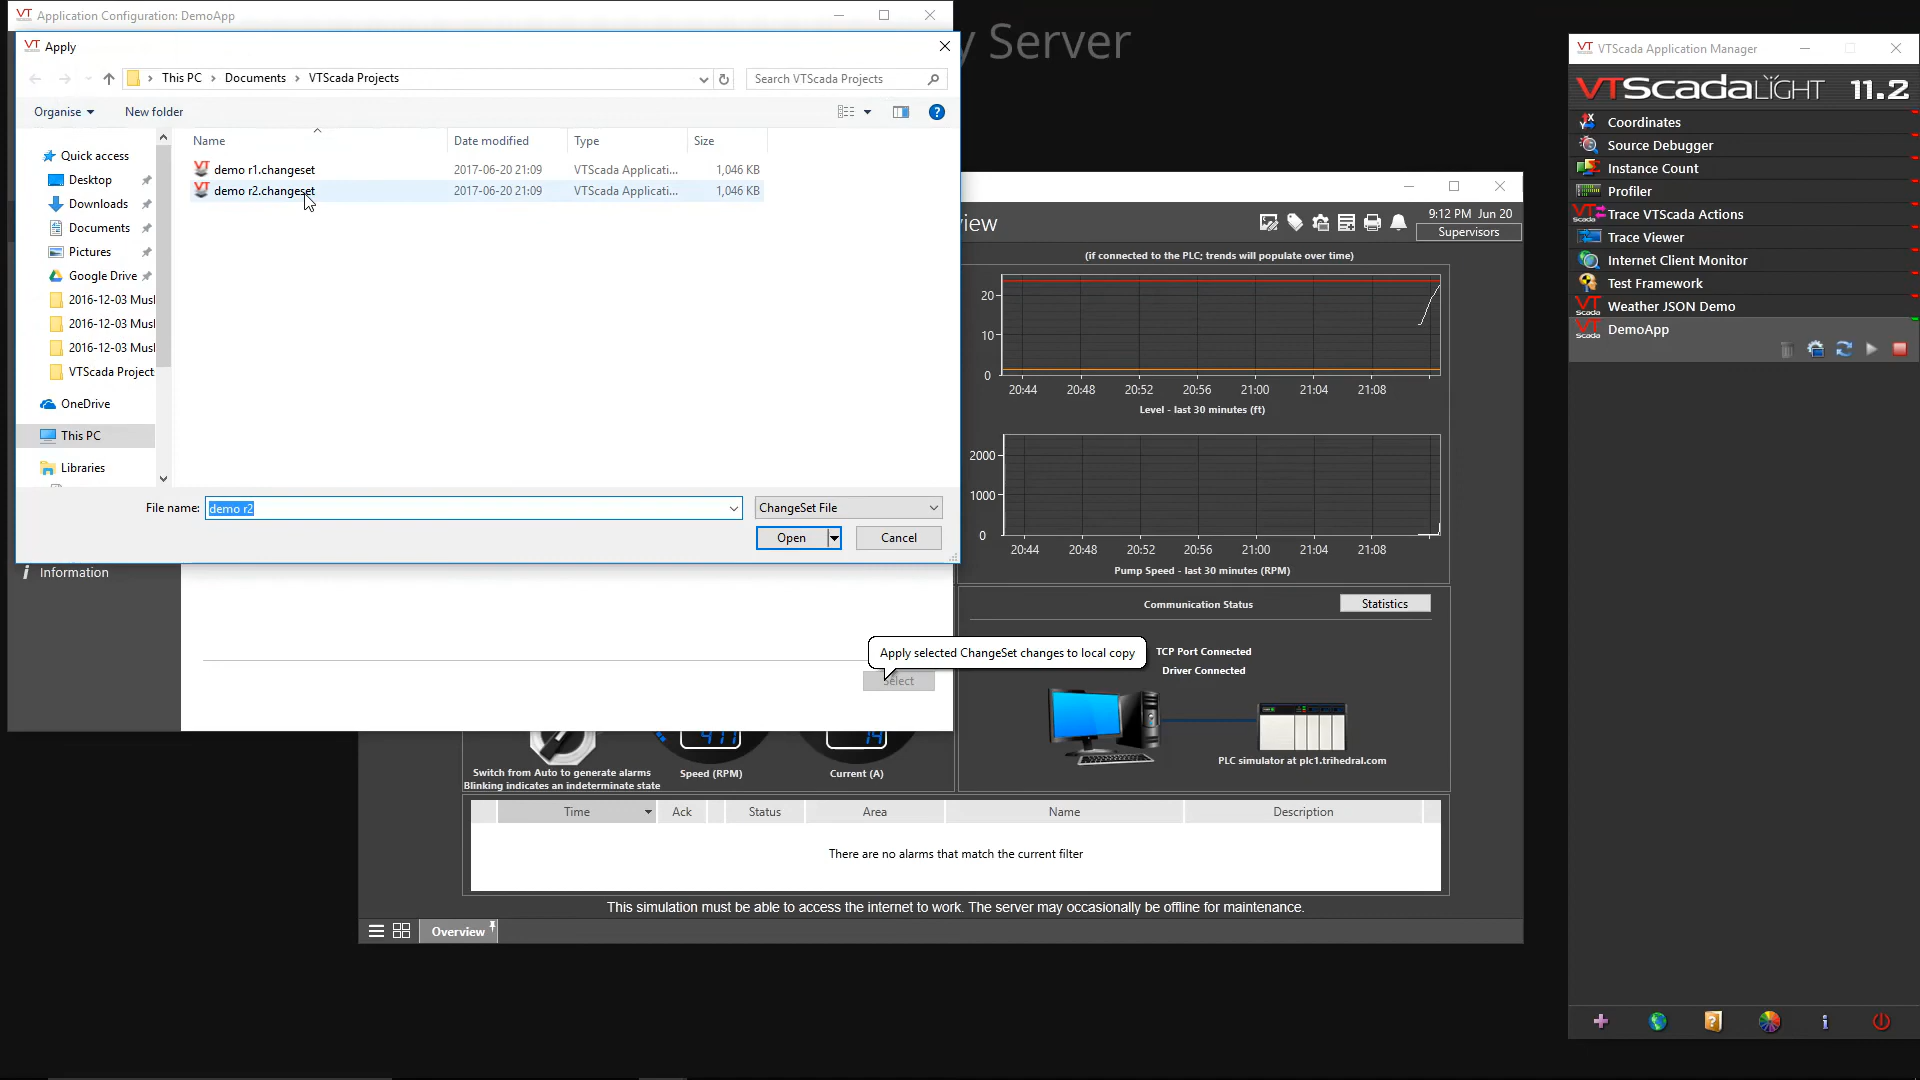 Application Configuration: DemoApp
y Server
Apply
This PC > Documents > VTScada Projects
Search VTScada Projects
Organise
New folder
Name
Date modified
Type
Size
demo r1.changeset
2017-06-20 21:09
VTScada Applicati...
1,046 KB
demo r2.changeset
2017-06-20 21:09
VTScada Applicati...
1,046 KB
Quick access
Desktop
Downloads
Documents
Pictures
Google Drive
2016-12-03 Musl
2016-12-03 Musl
2016-12-03 Musl
VTScada Project
OneDrive
This PC
Libraries
File name:
demo r2
ChangeSet File
Open
Cancel
Information
Apply selected ChangeSet changes to local copy
Select
iew
9:12 PM Jun 20
Supervisors
(if connected to the PLC; trends will populate over time)
20
10
0
20:44 20:48 20:52 20:56 21:00 21:04 21:08
Level - last 30 minutes (ft)
2000
1000
0
20:44 20:48 20:52 20:56 21:00 21:04 21:08
Pump Speed - last 30 minutes (RPM)
Communication Status
Statistics
TCP Port Connected
Driver Connected
PLC simulator at plc1.trihedral.com
Switch from Auto to generate alarms
Blinking indicates an indeterminate state
Speed (RPM)
Current (A)
Time
Ack
Status
Area
Name
Description
There are no alarms that match the current filter
This simulation must be able to access the internet to work. The server may occasionally be offline for maintenance.
Overview
VTScada Application Manager
VTScadaLIGHT 11.2
Coordinates
Source Debugger
Instance Count
Profiler
Trace VTScada Actions
Trace Viewer
Internet Client Monitor
Test Framework
Weather JSON Demo
DemoApp